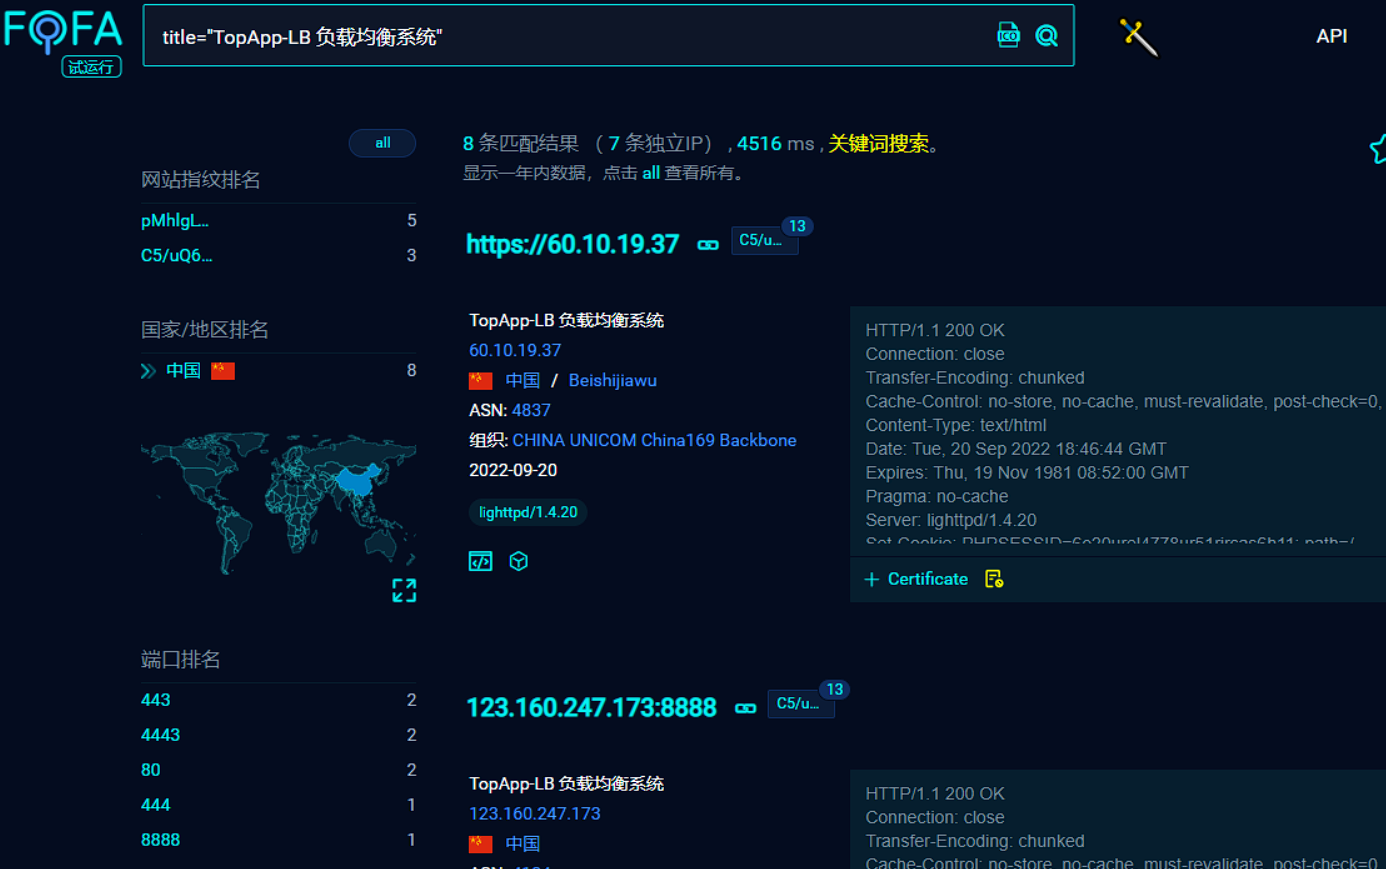 FOFA
试运行
title="TopApp-LB 负载均衡系统"
ICO
API
all
8 条匹配结果 （ 7 条独立IP） , 4516 ms , 关键词搜索。
显示一年内数据，点击 all 查看所有。
网站指纹排名
pMhlgL... 5
C5/uQ6... 3
国家/地区排名
中国 8
端口排名
443 2
4443 2
80 2
444 1
8888 1
https://60.10.19.37
C5/u... 13
TopApp-LB 负载均衡系统
60.10.19.37
中国 / Beishijiawu
ASN: 4837
组织: CHINA UNICOM China169 Backbone
2022-09-20
lighttpd/1.4.20
HTTP/1.1 200 OK
Connection: close
Transfer-Encoding: chunked
Cache-Control: no-store, no-cache, must-revalidate, post-check=0,
Content-Type: text/html
Date: Tue, 20 Sep 2022 18:46:44 GMT
Expires: Thu, 19 Nov 1981 08:52:00 GMT
Pragma: no-cache
Server: lighttpd/1.4.20
Certificate
123.160.247.173:8888
C5/u... 13
TopApp-LB 负载均衡系统
123.160.247.173
中国
HTTP/1.1 200 OK
Connection: close
Transfer-Encoding: chunked
Cache-Control: no-store, no-cache, must-revalidate, post-check=0,